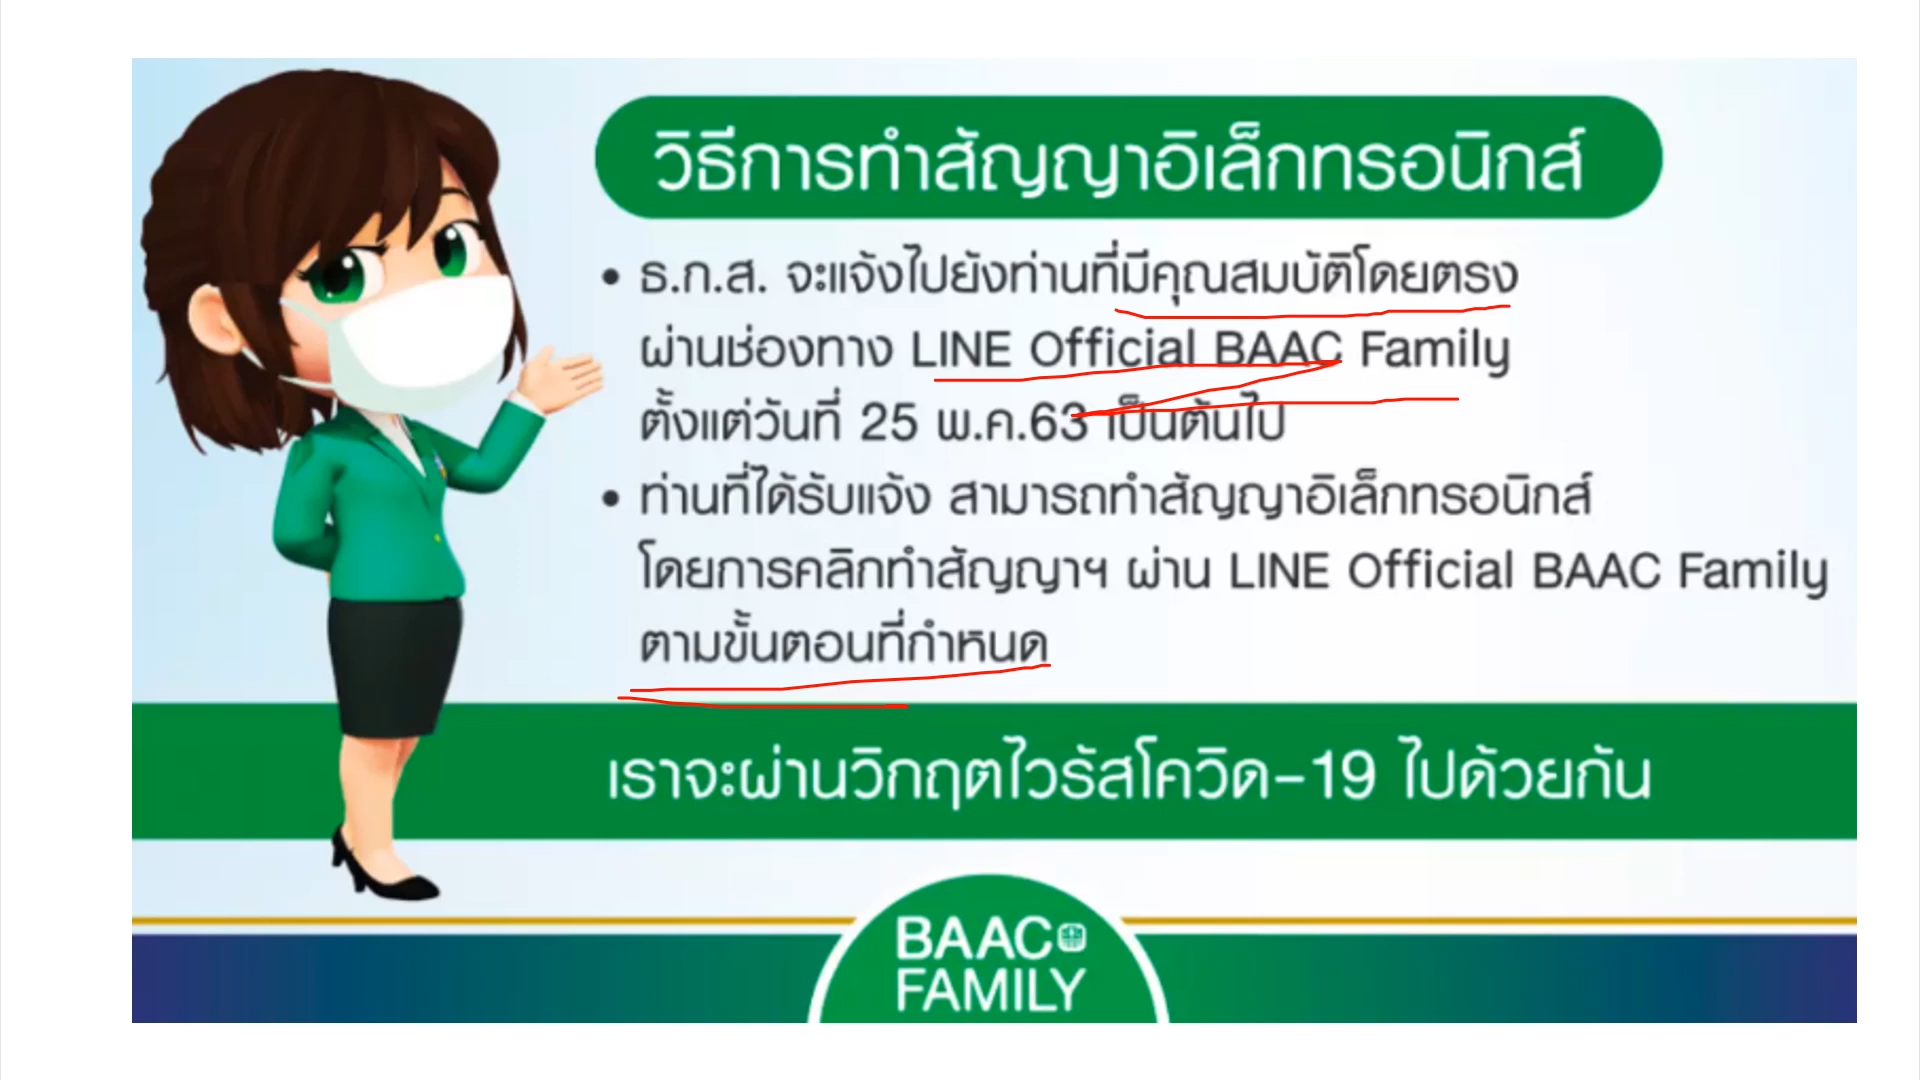 วิธีการทำสัญญาอิเล็กทรอนิกส์
• ธ.ก.ส. จะแจ้งไปยังท่านที่มีคุณสมบัติโดยตรง
ผ่านช่องทาง LINE Official BAAC Family
ตั้งแต่วันที่ 25 พ.ค.63 เป็นต้นไป
• ท่านที่ได้รับแจ้ง สามารถทำสัญญาอิเล็กทรอนิกส์
โดยการคลิกทำสัญญาฯ ผ่าน LINE Official BAAC Family
ตามขั้นตอนที่กำหนด
เราจะผ่านวิกฤตไวรัสโควิด-19 ไปด้วยกัน
BAAC
FAMILY